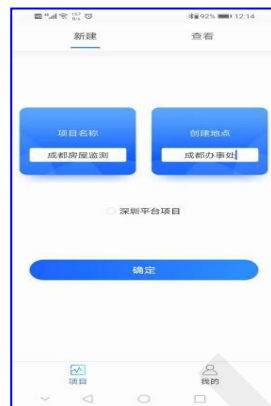 92% 12:14
新建 查看
项目名称 创建地点
成都房屋监测 成都办事处
深圳平台项目
确定
项目 我的